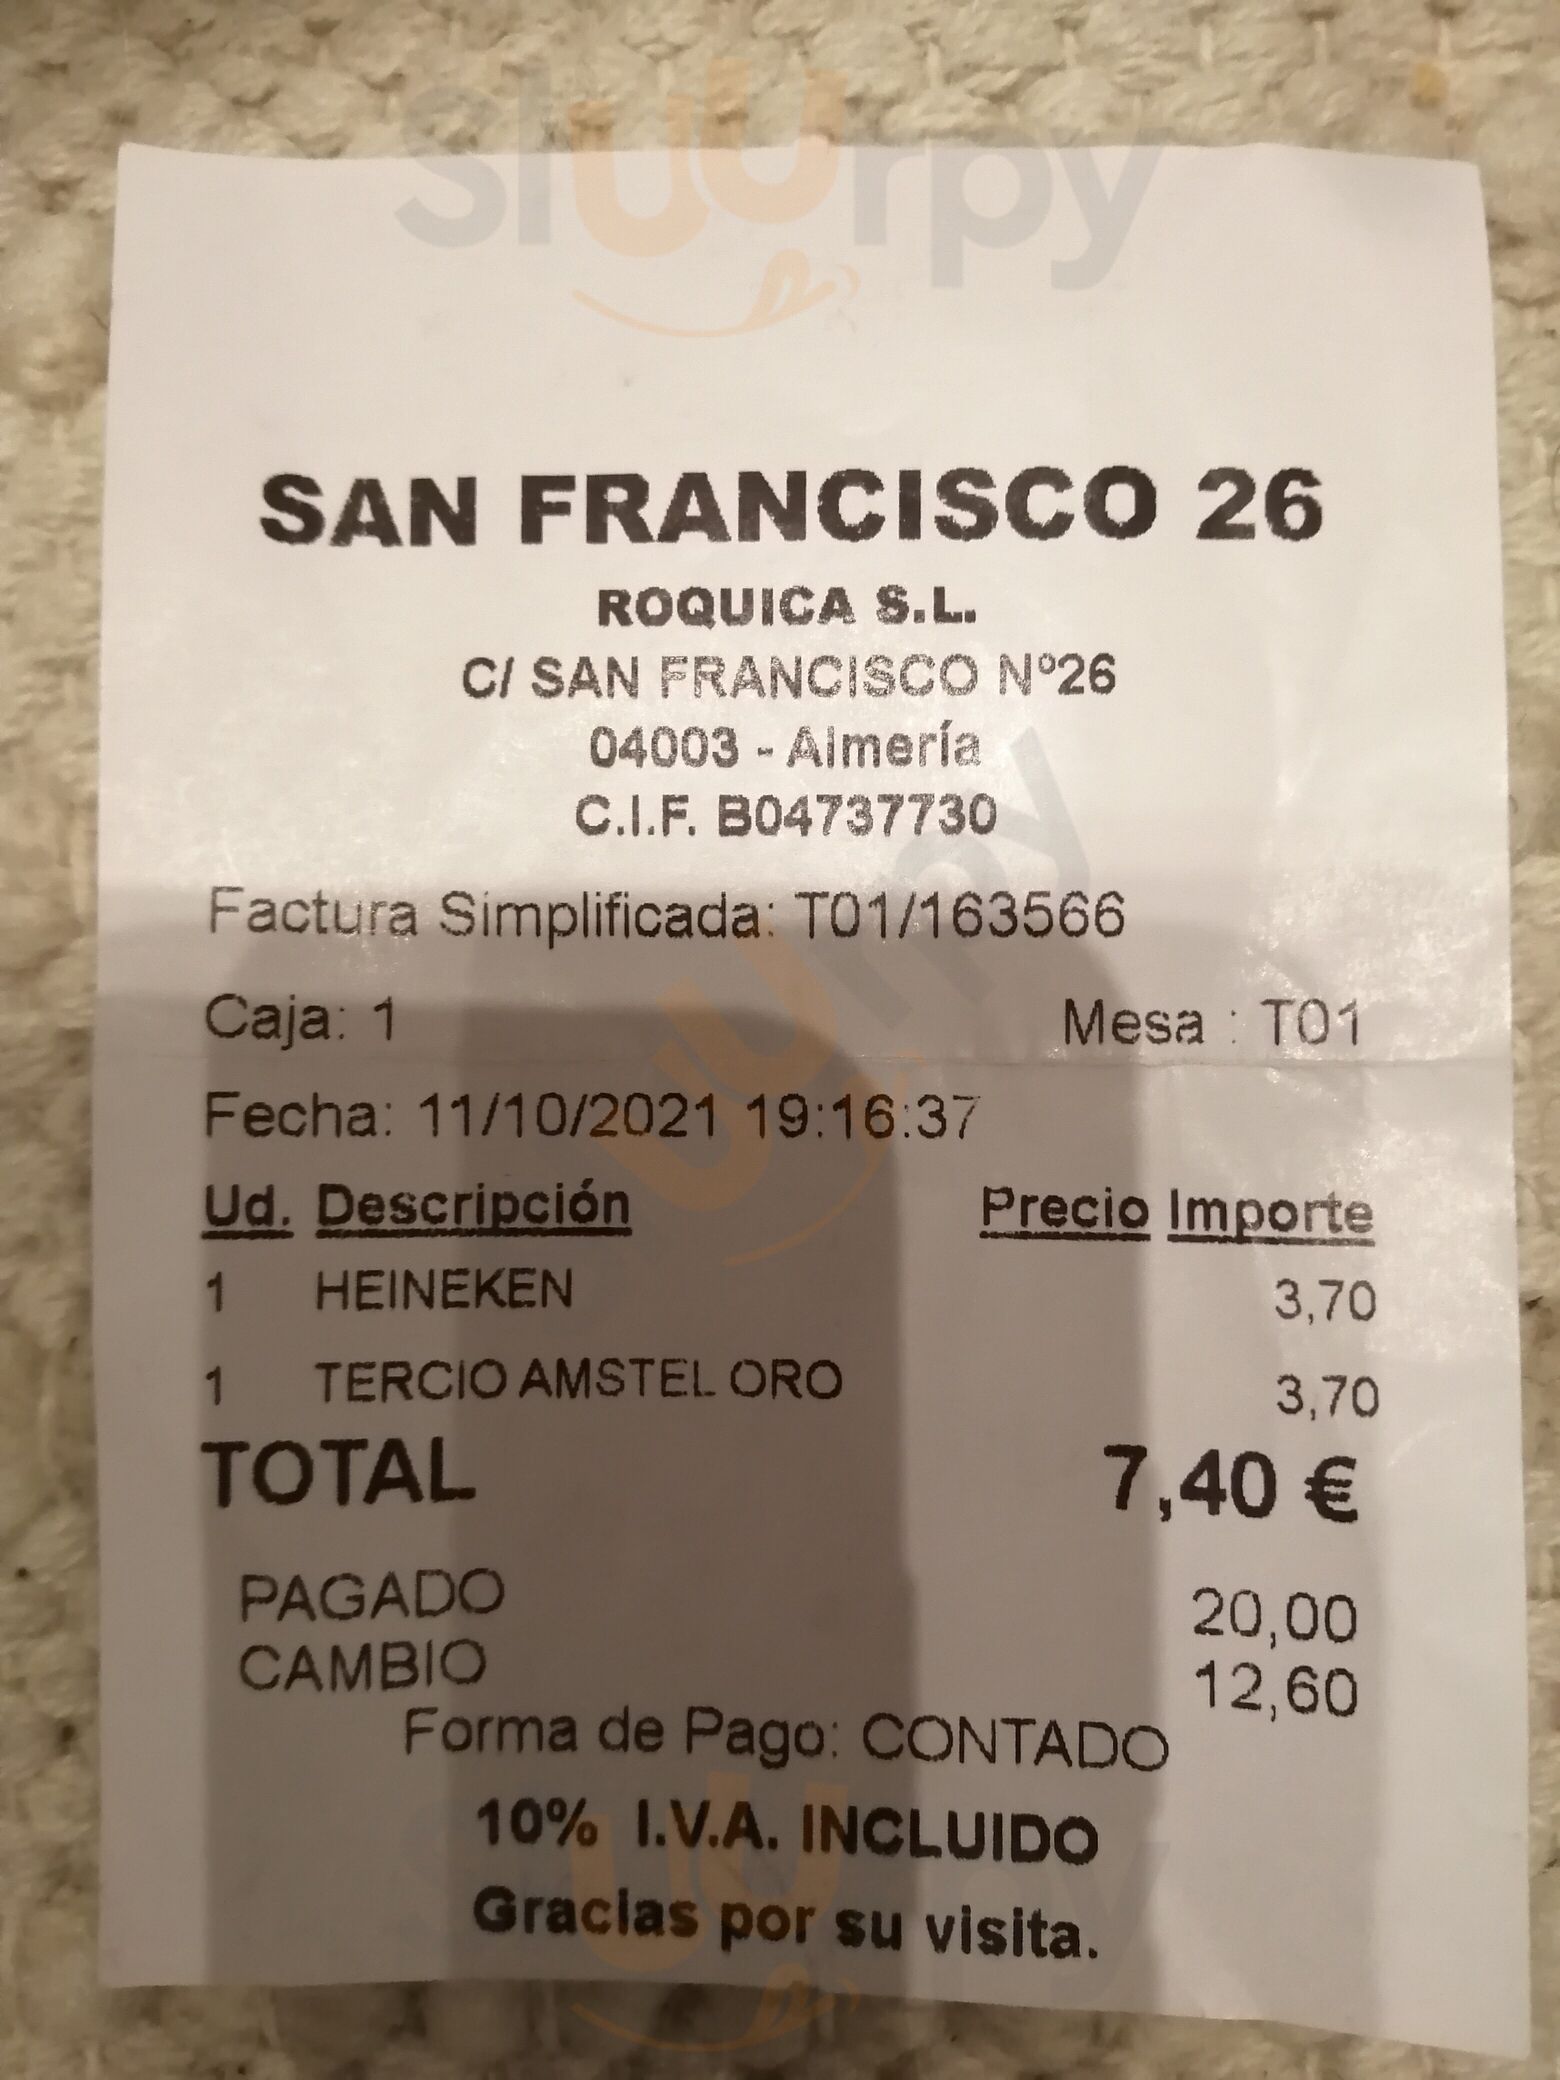 sluurpy
SAN FRANCISCO 26
ROQUICA S.L.
C/ SAN FRANCISCO Nº26
04003 - Almería
C.I.F. B04737730
Factura Simplificada: T01/163566
Caja: 1 Mesa : T01
Fecha: 11/10/2021 19:16:37
Ud. Descripción Precio Importe
1 HEINEKEN 3,70
1 TERCIO AMSTEL ORO 3,70
TOTAL 7,40 €
PAGADO 20,00
CAMBIO 12,60
Forma de Pago: CONTADO
10% I.V.A. INCLUIDO
Gracias por su visita.
sluurpy
sluurpy